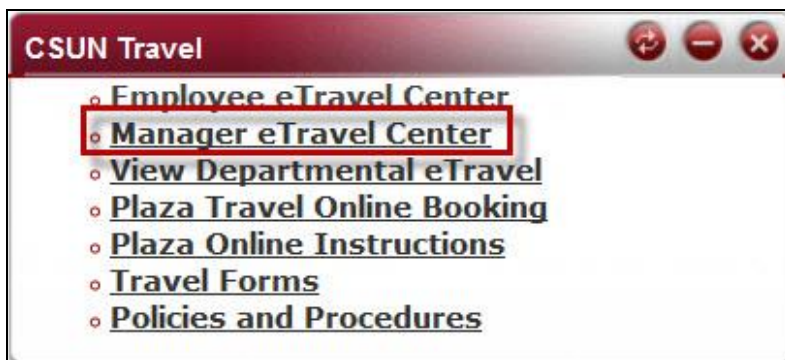 CSUN Travel
Employee eTravel Center
Manager eTravel Center
View Departmental eTravel
Plaza Travel Online Booking
Plaza Online Instructions
Travel Forms
Policies and Procedures